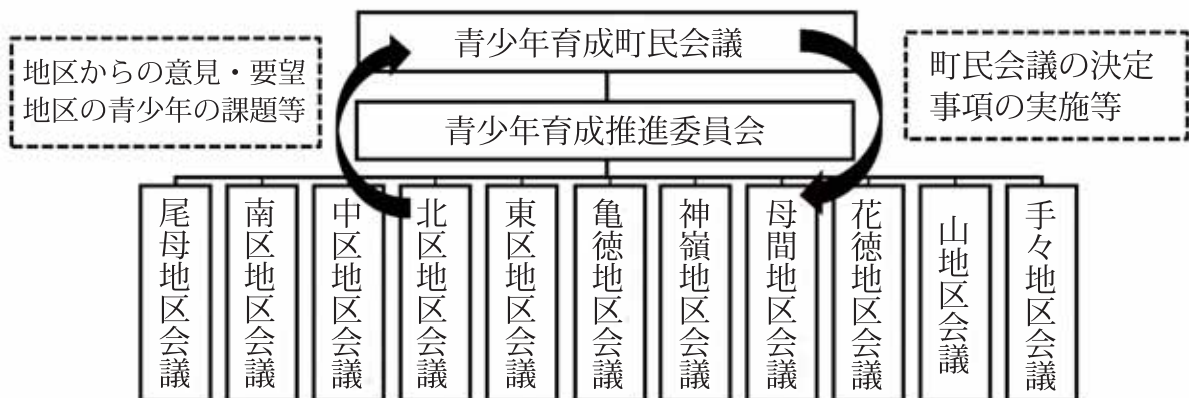 青少年育成町民会議
地区からの意見・要望
地区の青少年の課題等
町民会議の決定
事項の実施等
青少年育成推進委員会
尾母地区会議
南区地区会議
中区地区会議
北区地区会議
東区地区会議
亀徳地区会議
神嶺地区会議
母間地区会議
花徳地区会議
山地区会議
手々地区会議